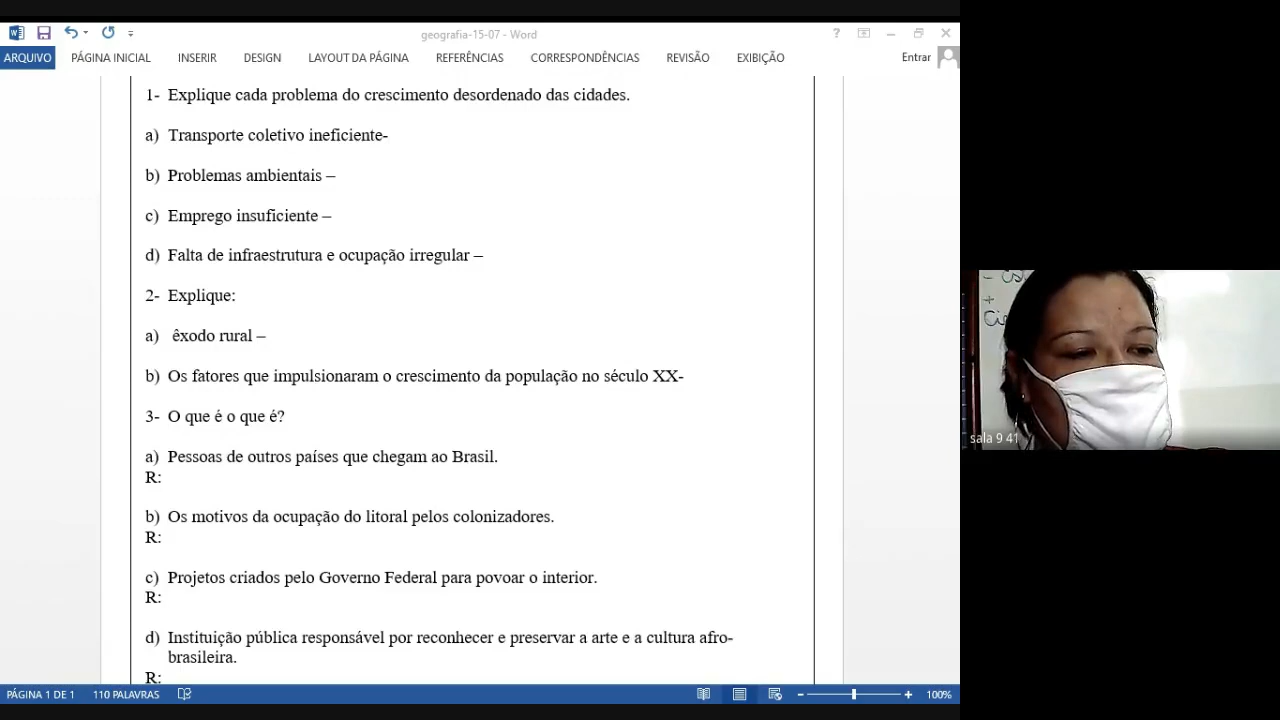 geografia-15-07 - Word
?
ARQUIVO PÁGINA INICIAL INSERIR DESIGN LAYOUT DA PÁGINA REFERÊNCIAS CORRESPONDÊNCIAS REVISÃO EXIBIÇÃO Entrar
1- Explique cada problema do crescimento desordenado das cidades.
a) Transporte coletivo ineficiente-
b) Problemas ambientais –
c) Emprego insuficiente –
d) Falta de infraestrutura e ocupação irregular –
2- Explique:
a) êxodo rural –
b) Os fatores que impulsionaram o crescimento da população no século XX-
3- O que é o que é?
a) Pessoas de outros países que chegam ao Brasil.
R:
b) Os motivos da ocupação do litoral pelos colonizadores.
R:
c) Projetos criados pelo Governo Federal para povoar o interior.
R:
d) Instituição pública responsável por reconhecer e preservar a arte e a cultura afro-
brasileira.
R:
PÁGINA 1 DE 1 110 PALAVRAS 100%
sala 9 41